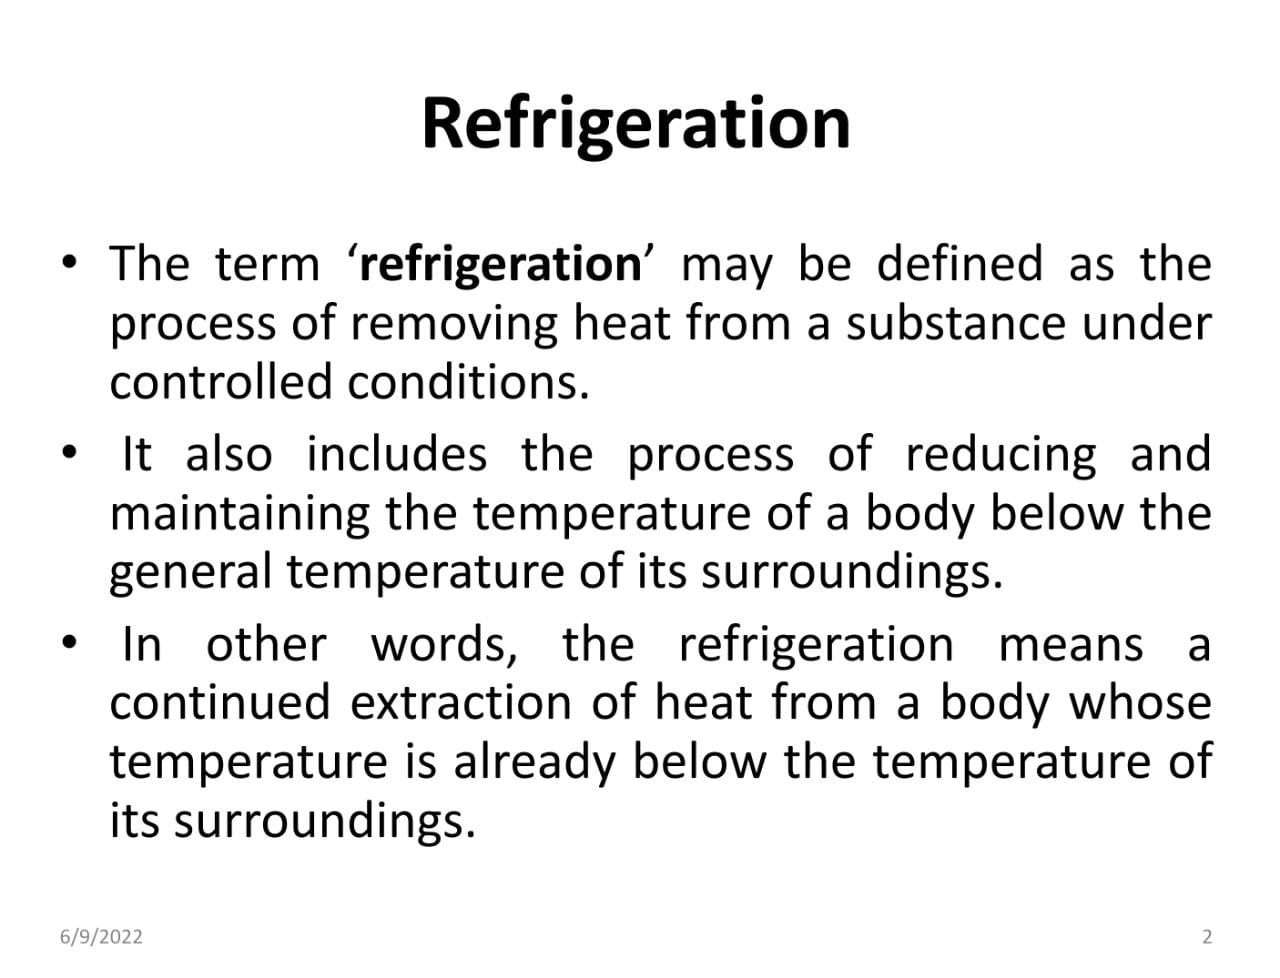 Refrigeration
• The term ‘refrigeration’ may be defined as the
process of removing heat from a substance under
controlled conditions.
• It also includes the process of reducing and
maintaining the temperature of a body below the
general temperature of its surroundings.
• In other words, the refrigeration means a
continued extraction of heat from a body whose
temperature is already below the temperature of
its surroundings.
6/9/2022
2